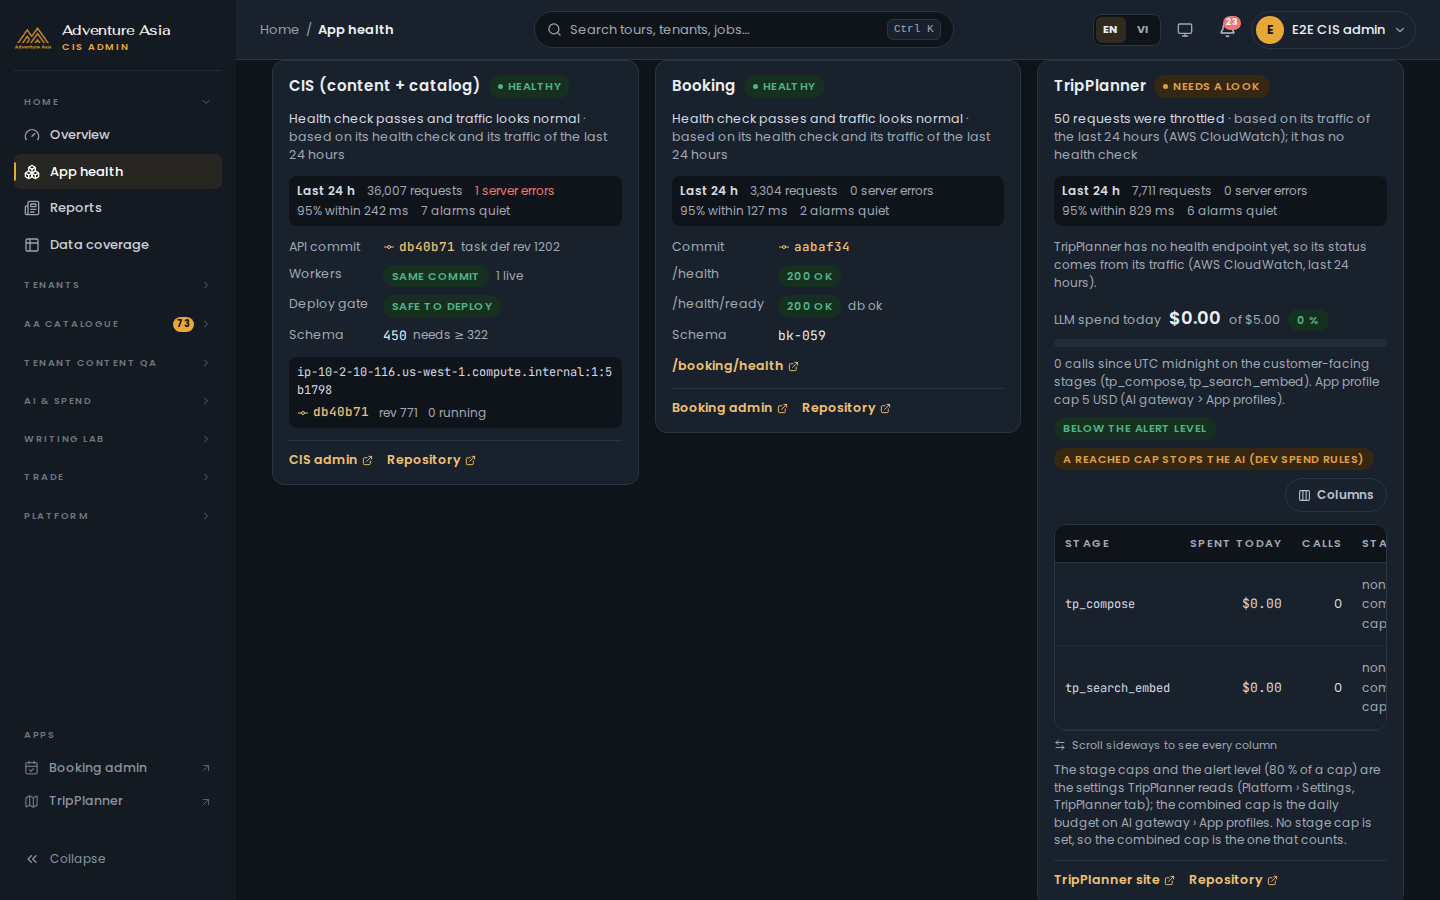 Adventure Asia
CIS ADMIN
Adventure Asia
Home / App health
Search tours, tenants, jobs... Ctrl K
EN VI
23
E E2E CIS admin
HOME
Overview
App health
Reports
Data coverage
TENANTS
AA CATALOGUE 73
TENANT CONTENT QA
AI & SPEND
WRITING LAB
TRADE
PLATFORM
APPS
Booking admin
TripPlanner
Collapse
CIS (content + catalog) HEALTHY
Health check passes and traffic looks normal ·
based on its health check and its traffic of the last
24 hours
Last 24 h 36,007 requests 1 server errors
95% within 242 ms 7 alarms quiet
API commit db40b71 task def rev 1202
Workers SAME COMMIT 1 live
Deploy gate SAFE TO DEPLOY
Schema 450 needs ≥ 322
ip-10-2-10-116.us-west-1.compute.internal:1:5
b1798
db40b71 rev 771 0 running
CIS admin Repository
Booking HEALTHY
Health check passes and traffic looks normal ·
based on its health check and its traffic of the last
24 hours
Last 24 h 3,304 requests 0 server errors
95% within 127 ms 2 alarms quiet
Commit aabaf34
/health 200 OK
/health/ready 200 OK db ok
Schema bk-059
/booking/health
Booking admin Repository
TripPlanner NEEDS A LOOK
50 requests were throttled · based on its traffic of
the last 24 hours (AWS CloudWatch); it has no
health check
Last 24 h 7,711 requests 0 server errors
95% within 829 ms 6 alarms quiet
TripPlanner has no health endpoint yet, so its status
comes from its traffic (AWS CloudWatch, last 24
hours).
LLM spend today $0.00 of $5.00 0 %
0 calls since UTC midnight on the customer-facing
stages (tp_compose, tp_search_embed). App profile
cap 5 USD (AI gateway > App profiles).
BELOW THE ALERT LEVEL
A REACHED CAP STOPS THE AI (DEV SPEND RULES)
Columns
STAGE SPENT TODAY CALLS STA
tp_compose $0.00 0 non
com
cap
tp_search_embed $0.00 0 non
com
cap
Scroll sideways to see every column
The stage caps and the alert level (80 % of a cap) are
the settings TripPlanner reads (Platform › Settings,
TripPlanner tab); the combined cap is the daily
budget on AI gateway › App profiles. No stage cap is
set, so the combined cap is the one that counts.
TripPlanner site Repository